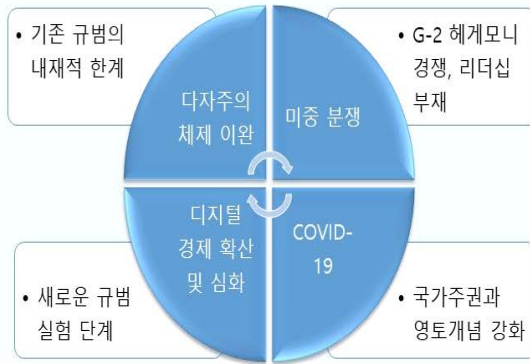 • 기존 규범의
내재적 한계
다자주의
체제 이완
• G-2 헤게모니
경쟁, 리더십
부재
미중 분쟁
디지털
경제 확산
및 심화
• 새로운 규범
실험 단계
COVID-
19
• 국가주권과
영토개념 강화